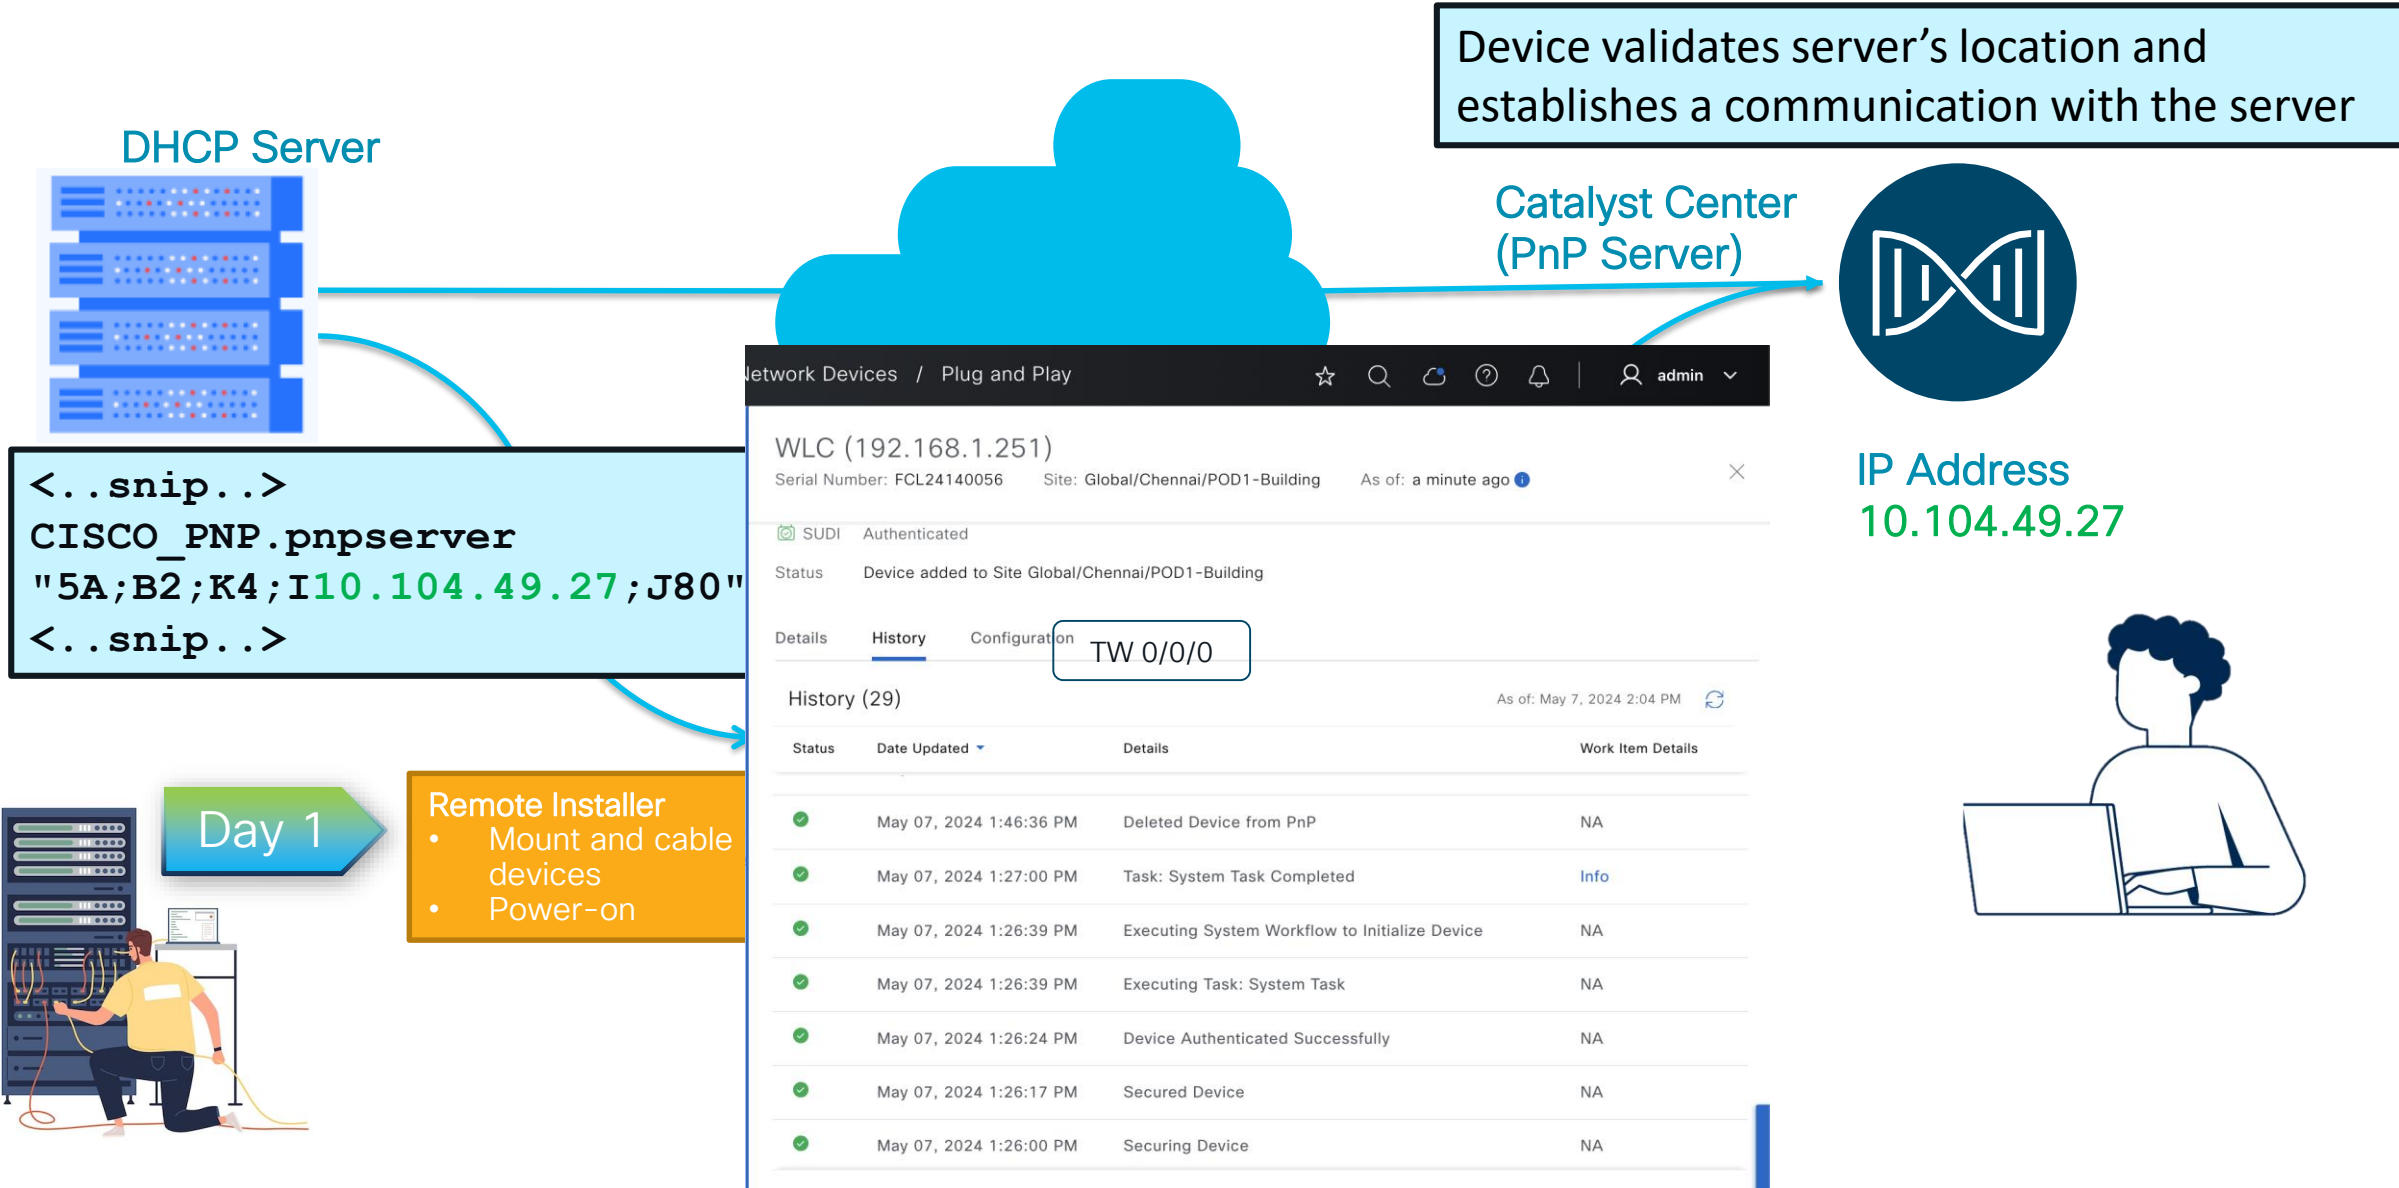 Device validates server's location and
establishes a communication with the server
DHCP Server
Catalyst Center
(PnP Server)
IP Address
10.104.49.27
<..snip..>
CISCO_PNP.pnpserver
"5A;B2;K4;I10.104.49.27;J80"
<..snip..>
Day 1
Remote Installer
• Mount and cable
devices
• Power-on
Network Devices / Plug and Play
admin
WLC (192.168.1.251)
Serial Number: FCL24140056 Site: Global/Chennai/POD1-Building As of: a minute ago
SUDI Authenticated
Status Device added to Site Global/Chennai/POD1-Building
Details History Configuration
TW 0/0/0
History (29) As of: May 7, 2024 2:04 PM
Status Date Updated Details Work Item Details
May 07, 2024 1:46:36 PM Deleted Device from PnP NA
May 07, 2024 1:27:00 PM Task: System Task Completed Info
May 07, 2024 1:26:39 PM Executing System Workflow to Initialize Device NA
May 07, 2024 1:26:39 PM Executing Task: System Task NA
May 07, 2024 1:26:24 PM Device Authenticated Successfully NA
May 07, 2024 1:26:17 PM Secured Device NA
May 07, 2024 1:26:00 PM Securing Device NA